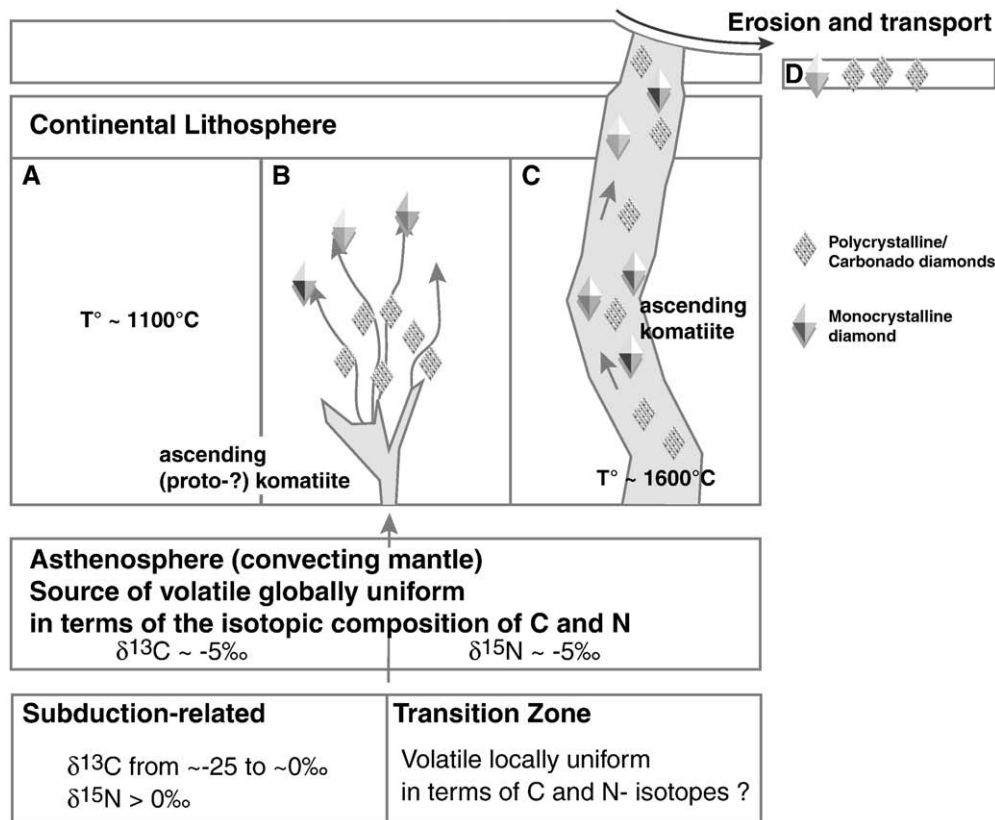 Erosion and transport
D
Continental Lithosphere
A
B
C
Polycrystalline/
Carbonado diamonds
T° ~ 1100°C
ascending
komatiite
Monocrystalline
diamond
ascending
(proto-?) komatiite
T° ~ 1600°C
Asthenosphere (convecting mantle)
Source of volatile globally uniform
in terms of the isotopic composition of C and N
δ13C ~ -5‰
δ15N ~ -5‰
Subduction-related
δ13C from ~-25 to ~0‰
δ15N > 0‰
Transition Zone
Volatile locally uniform
in terms of C and N- isotopes ?